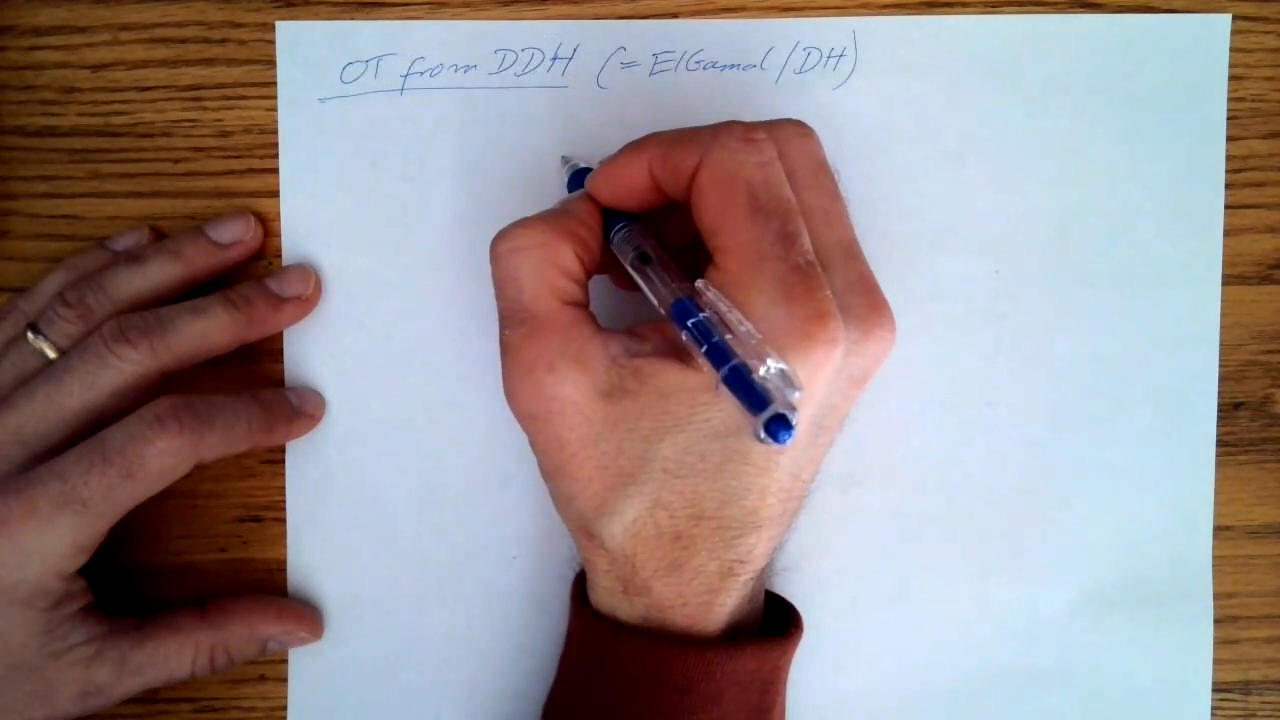 OT from DDH (= ElGamal / DH)